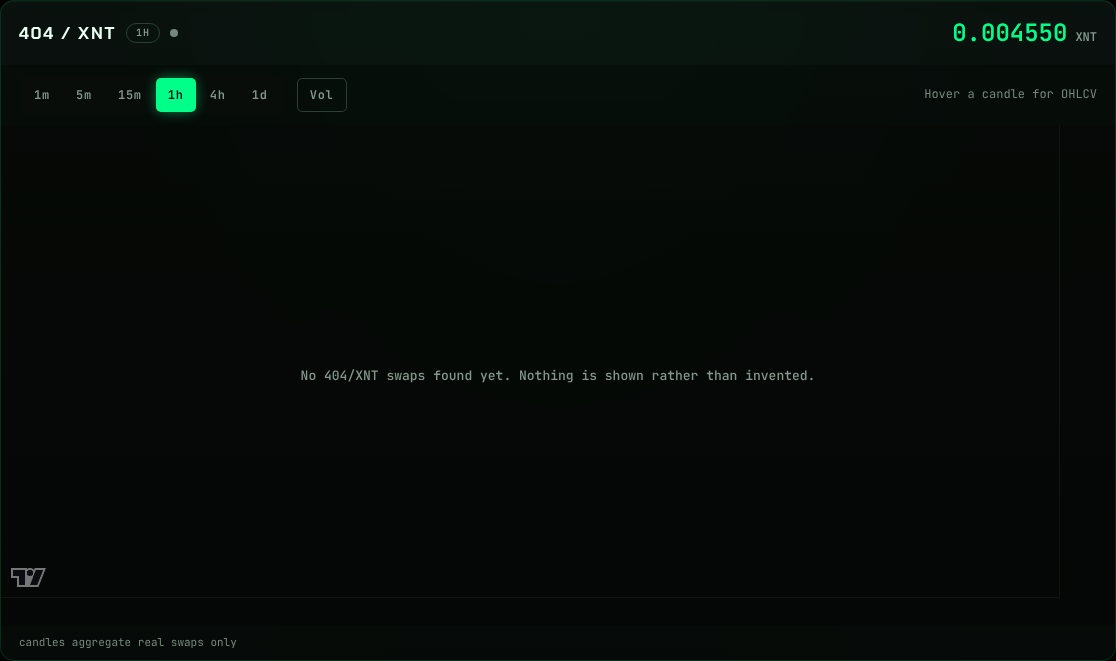 404 / XNT 1H 0.004550 XNT
1m 5m 15m 1h 4h 1d Vol Hover a candle for OHLCV
No 404/XNT swaps found yet. Nothing is shown rather than invented.
candles aggregate real swaps only